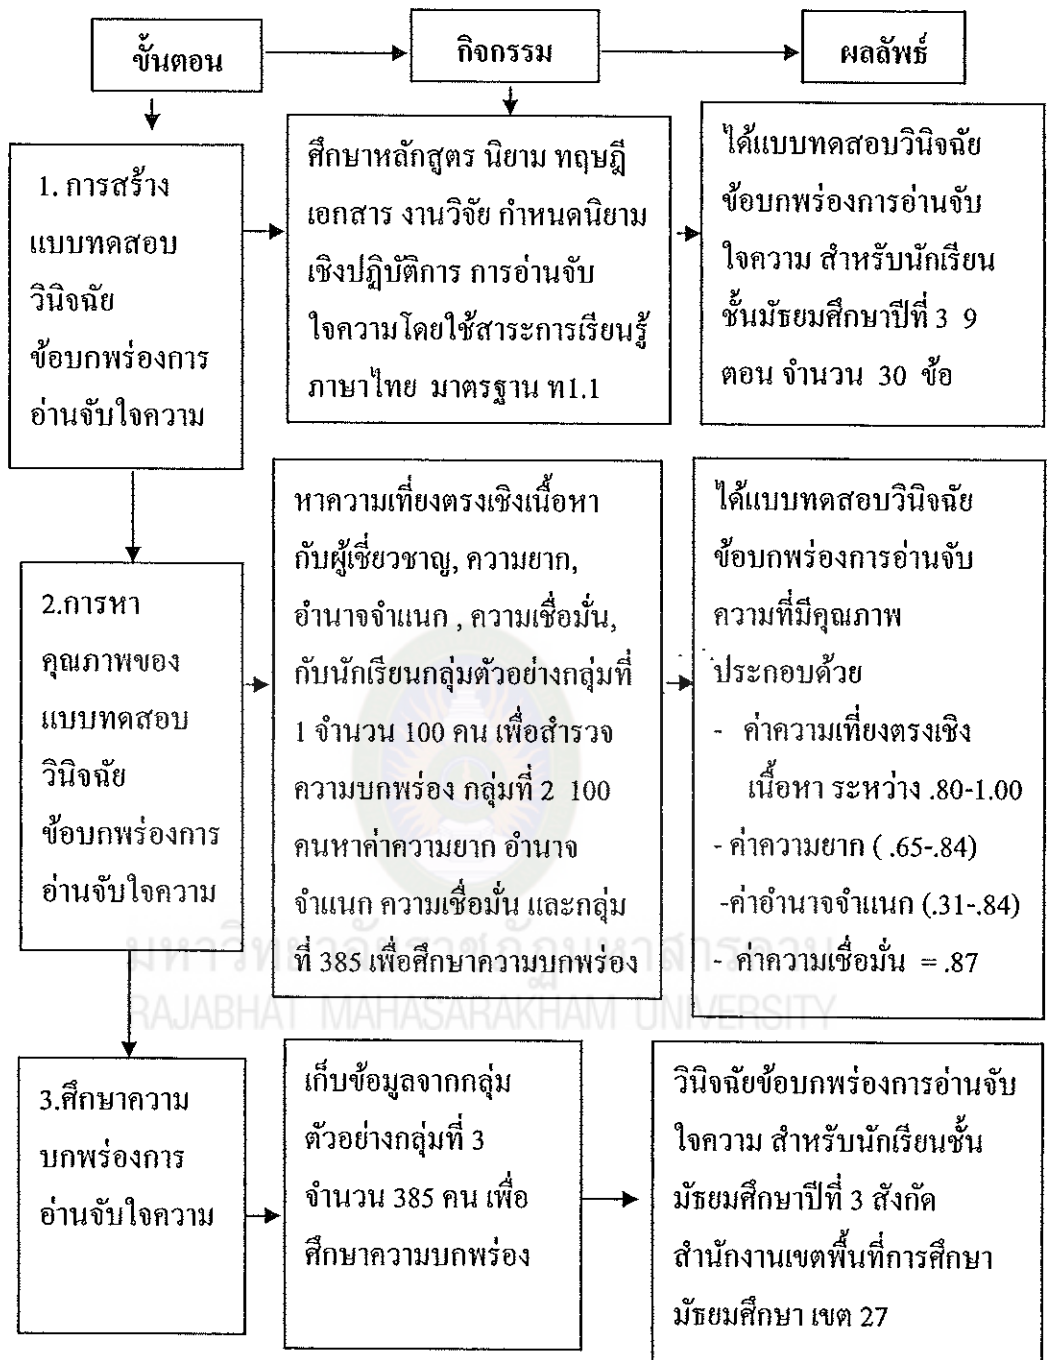 ขั้นตอน
กิจกรรม
ผลลัพธ์
1. การสร้าง
แบบทดสอบ
วินิจฉัย
ข้อบกพร่องการ
อ่านจับใจความ
ศึกษาหลักสูตร นิยาม ทฤษฎี
เอกสาร งานวิจัย กำหนดนิยาม
เชิงปฏิบัติการ การอ่านจับ
ใจความโดยใช้สาระการเรียนรู้
ภาษาไทย มาตรฐาน ท1.1
ได้แบบทดสอบวินิจฉัย
ข้อบกพร่องการอ่านจับ
ใจความ สำหรับนักเรียน
ชั้นมัธยมศึกษาปีที่ 3 9
ตอน จำนวน 30 ข้อ
2.การหา
คุณภาพของ
แบบทดสอบ
วินิจฉัย
ข้อบกพร่องการ
อ่านจับใจความ
หาความเที่ยงตรงเชิงเนื้อหา
กับผู้เชี่ยวชาญ, ความยาก,
อำนาจจำแนก , ความเชื่อมั่น,
กับนักเรียนกลุ่มตัวอย่างกลุ่มที่
1 จำนวน 100 คน เพื่อสำรวจ
ความบกพร่อง กลุ่มที่ 2 100
คนหาค่าความยาก อำนาจ
จำแนก ความเชื่อมั่น และกลุ่ม
ที่ 385 เพื่อศึกษาความบกพร่อง
ได้แบบทดสอบวินิจฉัย
ข้อบกพร่องการอ่านจับ
ความที่มีคุณภาพ
ประกอบด้วย
- ค่าความเที่ยงตรงเชิง
เนื้อหา ระหว่าง .80-1.00
- ค่าความยาก ( .65-.84)
-ค่าอำนาจจำแนก (.31-.84)
- ค่าความเชื่อมั่น = .87
มหาวิทยาลัยราชภัฏมหาสารคาม
RAJABHAT MAHASARAKHAM UNIVERSITY
3.ศึกษาความ
บกพร่องการ
อ่านจับใจความ
เก็บข้อมูลจากกลุ่ม
ตัวอย่างกลุ่มที่ 3
จำนวน 385 คน เพื่อ
ศึกษาความบกพร่อง
วินิจฉัยข้อบกพร่องการอ่านจับ
ใจความ สำหรับนักเรียนชั้น
มัธยมศึกษาปีที่ 3 สังกัด
สำนักงานเขตพื้นที่การศึกษา
มัธยมศึกษา เขต 27